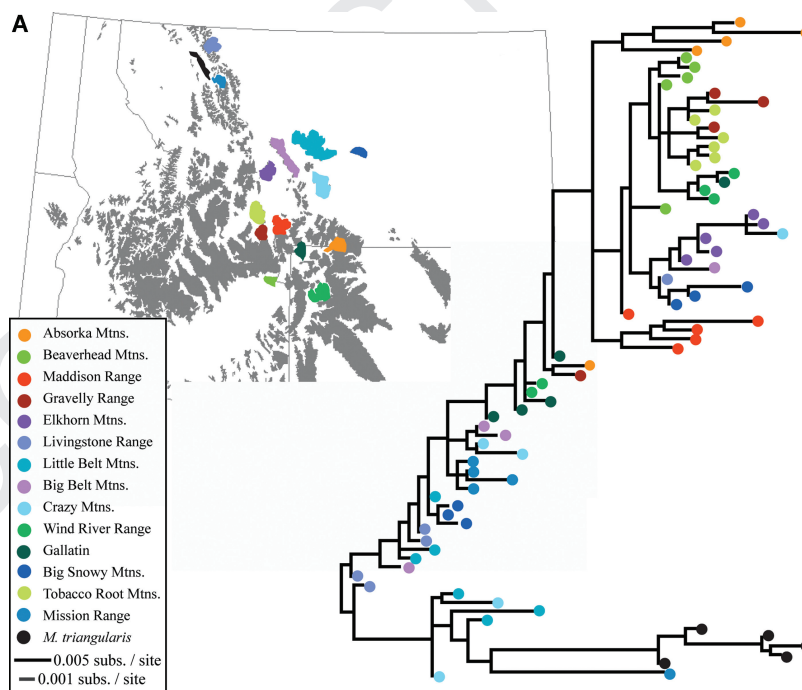 A
Absorka Mtns.
Beaverhead Mtns.
Maddison Range
Gravelly Range
Elkhorn Mtns.
Livingstone Range
Little Belt Mtns.
Big Belt Mtns.
Crazy Mtns.
Wind River Range
Gallatin
Big Snowy Mtns.
Tobacco Root Mtns.
Mission Range
M. triangularis
0.005 subs. / site
0.001 subs. / site